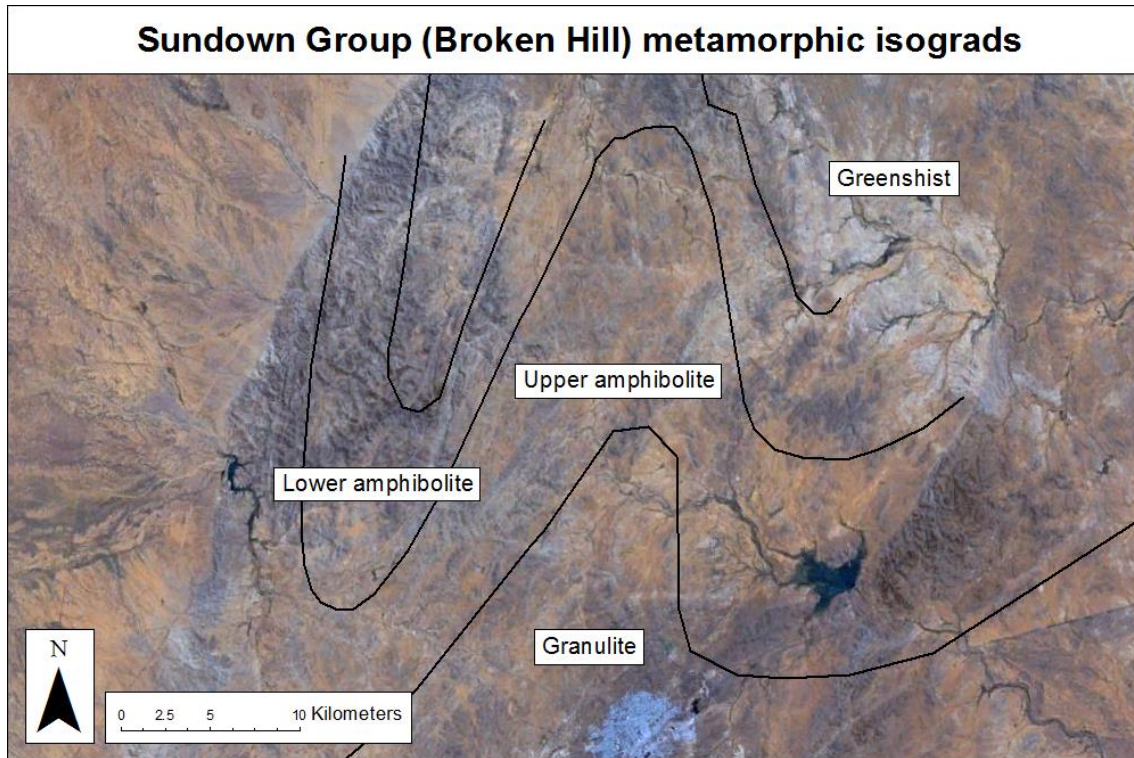 Sundown Group (Broken Hill) metamorphic isograds
Greenshist
Upper amphibolite
Lower amphibolite
Granulite
N
0 2.5 5 10 Kilometers